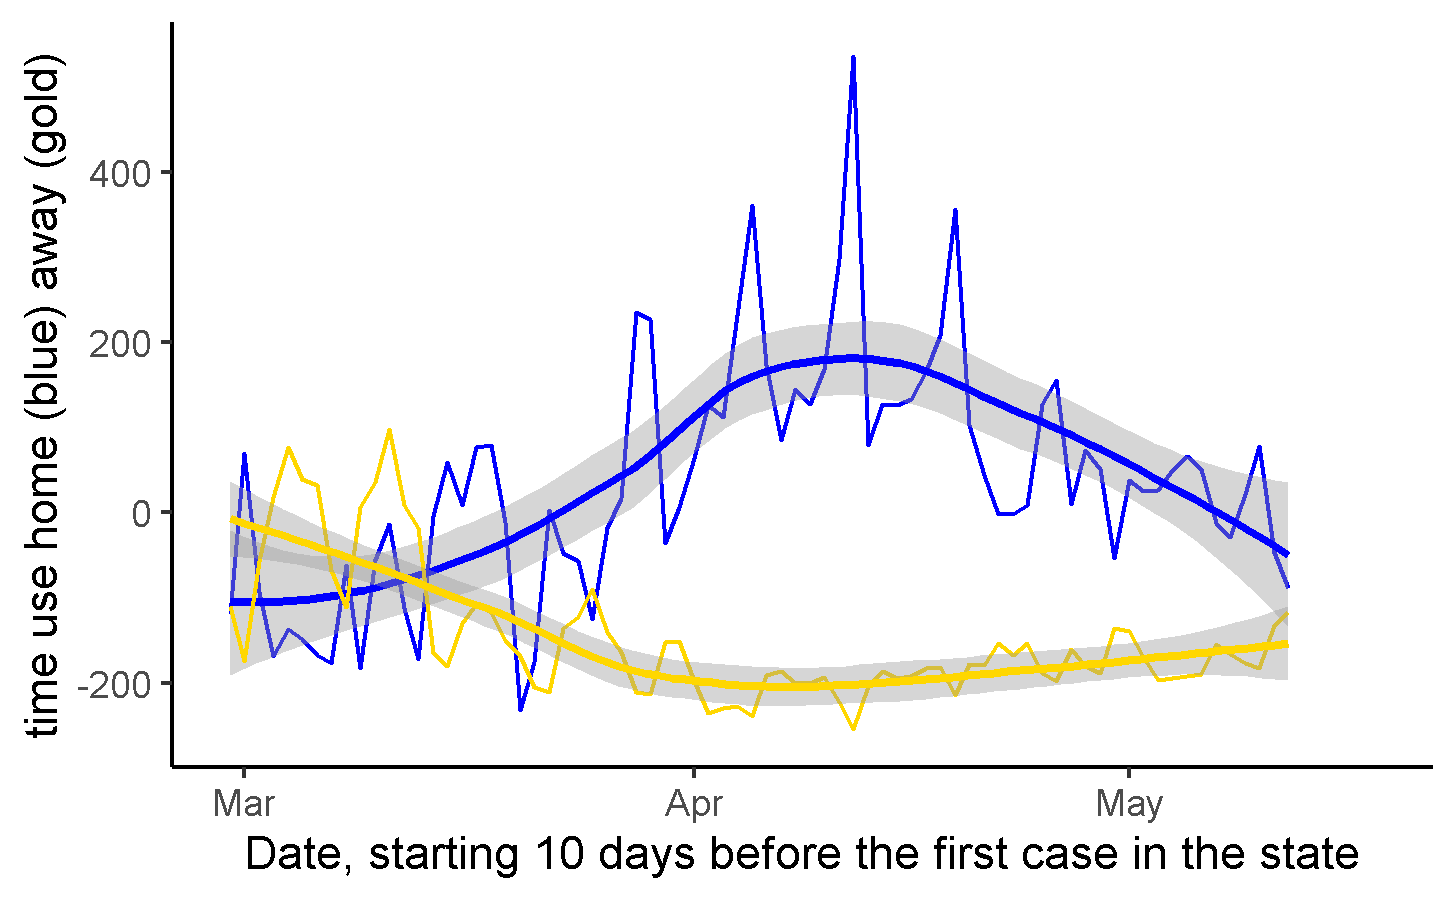 time use home (blue) away (gold)
400
200
0
-200
Mar Apr May
Date, starting 10 days before the first case in the state